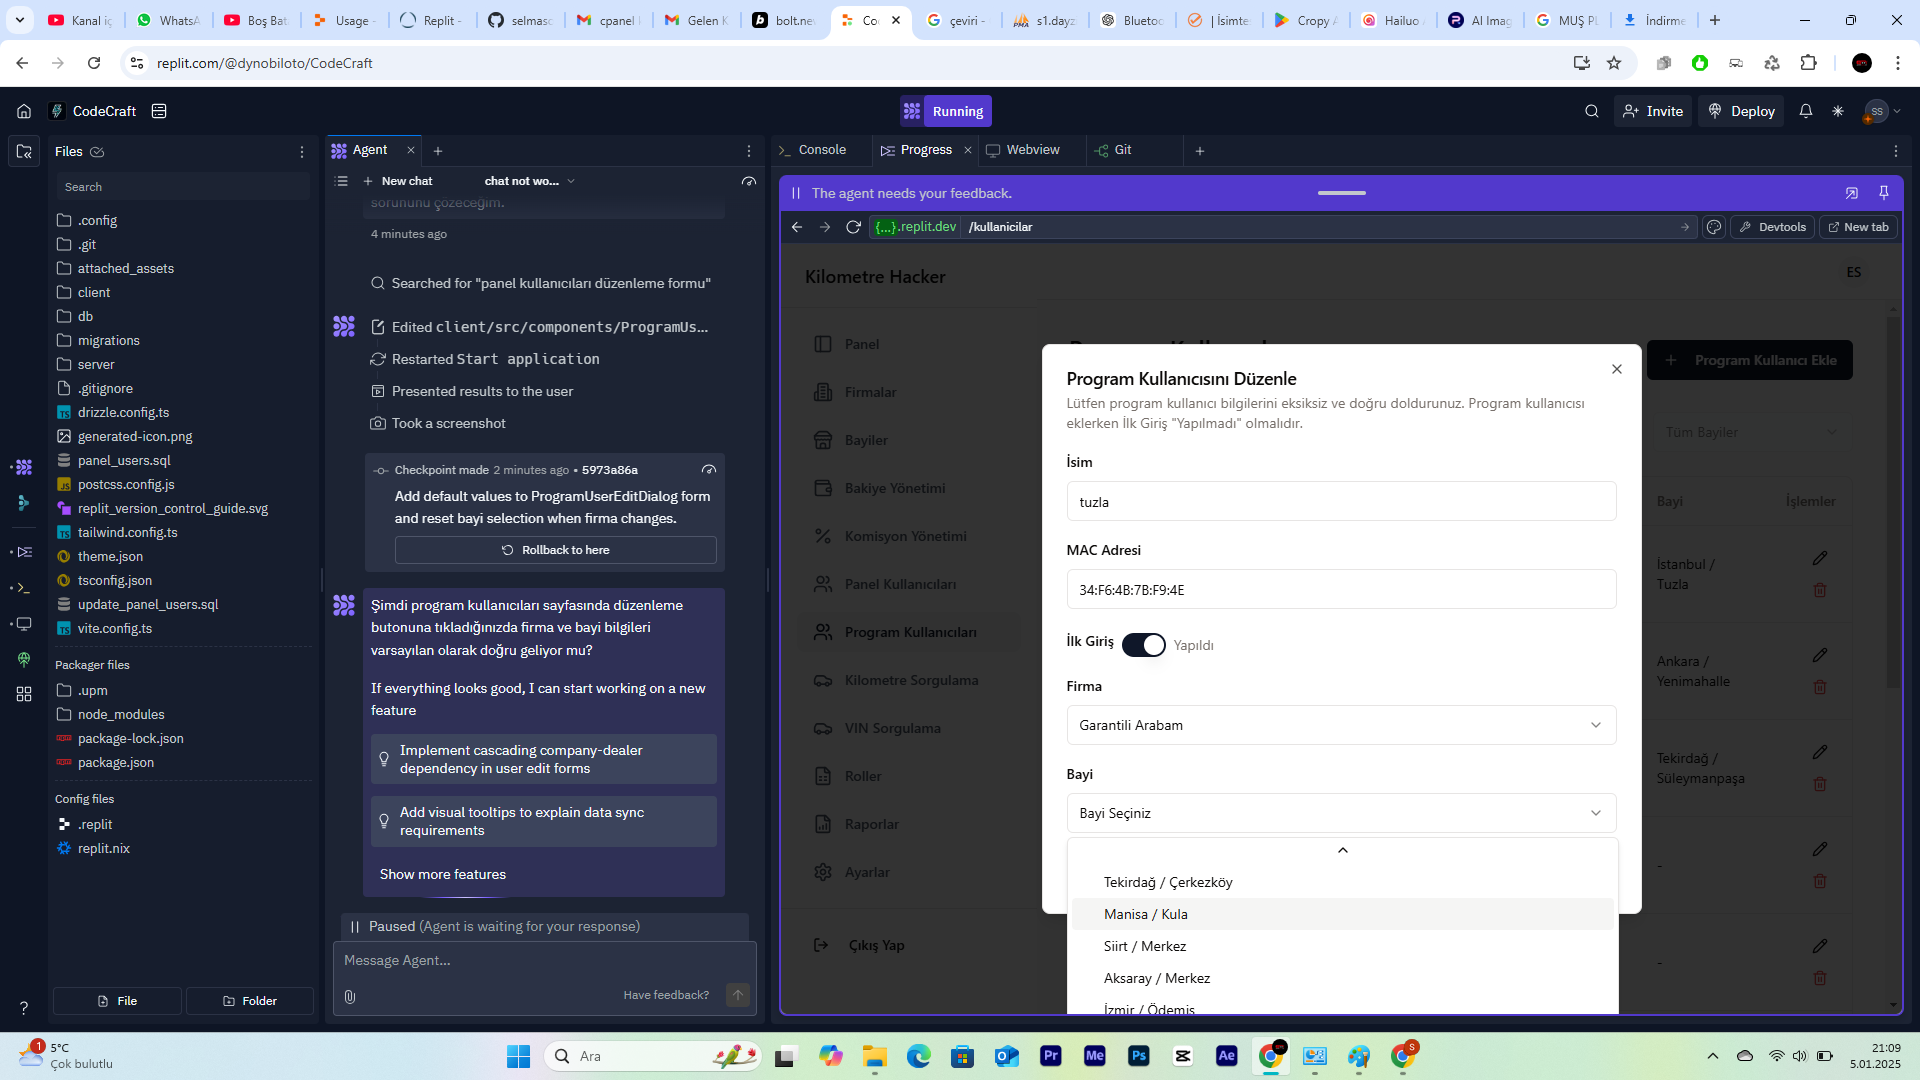 Kanal iç
WhatsA
Boş Bat
Usage -
Replit -
selmasc
cpanel l
Gelen K
bolt.nev
Co
çeviri -
s1.dayz
Bluetoo
| İsimte
Cropy A
Hailuo A
AI Imag
MUŞ PL
İndirme
replit.com/@dynobiloto/CodeCraft
CodeCraft
Running
Invite
Deploy
SS
Files
Search
.config
.git
attached_assets
client
db
migrations
server
.gitignore
drizzle.config.ts
generated-icon.png
panel_users.sql
postcss.config.js
replit_version_control_guide.svg
tailwind.config.ts
theme.json
tsconfig.json
update_panel_users.sql
vite.config.ts
Packager files
.upm
node_modules
package-lock.json
package.json
Config files
.replit
replit.nix
File
Folder
Agent
New chat
chat not wo...
sorununu çözeceğim.
4 minutes ago
Searched for "panel kullanıcıları düzenleme formu"
Edited client/src/components/ProgramUs...
Restarted Start application
Presented results to the user
Took a screenshot
Checkpoint made 2 minutes ago • 5973a86a
Add default values to ProgramUserEditDialog form
and reset bayi selection when firma changes.
Rollback to here
Şimdi program kullanıcıları sayfasında düzenleme
butonuna tıkladığınızda firma ve bayi bilgileri
varsayılan olarak doğru geliyor mu?
If everything looks good, I can start working on a new
feature
Implement cascading company-dealer
dependency in user edit forms
Add visual tooltips to explain data sync
requirements
Show more features
Paused (Agent is waiting for your response)
Message Agent...
Have feedback?
Console
Progress
Webview
Git
The agent needs your feedback.
{...}.replit.dev
/kullanicilar
Devtools
New tab
Kilometre Hacker
ES
Panel
Firmalar
Bayiler
Bakiye Yönetimi
Komisyon Yönetimi
Panel Kullanıcıları
Program Kullanıcıları
Kilometre Sorgulama
VIN Sorgulama
Roller
Raporlar
Ayarlar
Çıkış Yap
Program Kullanıcı Ekle
Tüm Bayiler
Bayi
İşlemler
İstanbul /
Tuzla
Ankara /
Yenimahalle
Tekirdağ /
Süleymanpaşa
-
-
Program Kullanıcısını Düzenle
Lütfen program kullanıcı bilgilerini eksiksiz ve doğru doldurunuz. Program kullanıcısı
eklerken İlk Giriş "Yapılmadı" olmalıdır.
İsim
tuzla
MAC Adresi
34:F6:4B:7B:F9:4E
İlk Giriş
Yapıldı
Firma
Garantili Arabam
Bayi
Bayi Seçiniz
Tekirdağ / Çerkezköy
Manisa / Kula
Siirt / Merkez
Aksaray / Merkez
İzmir / Ödemiş
1
5°C
Çok bulutlu
Ara
Pr
Me
Ps
Ae
S
21:09
5.01.2025